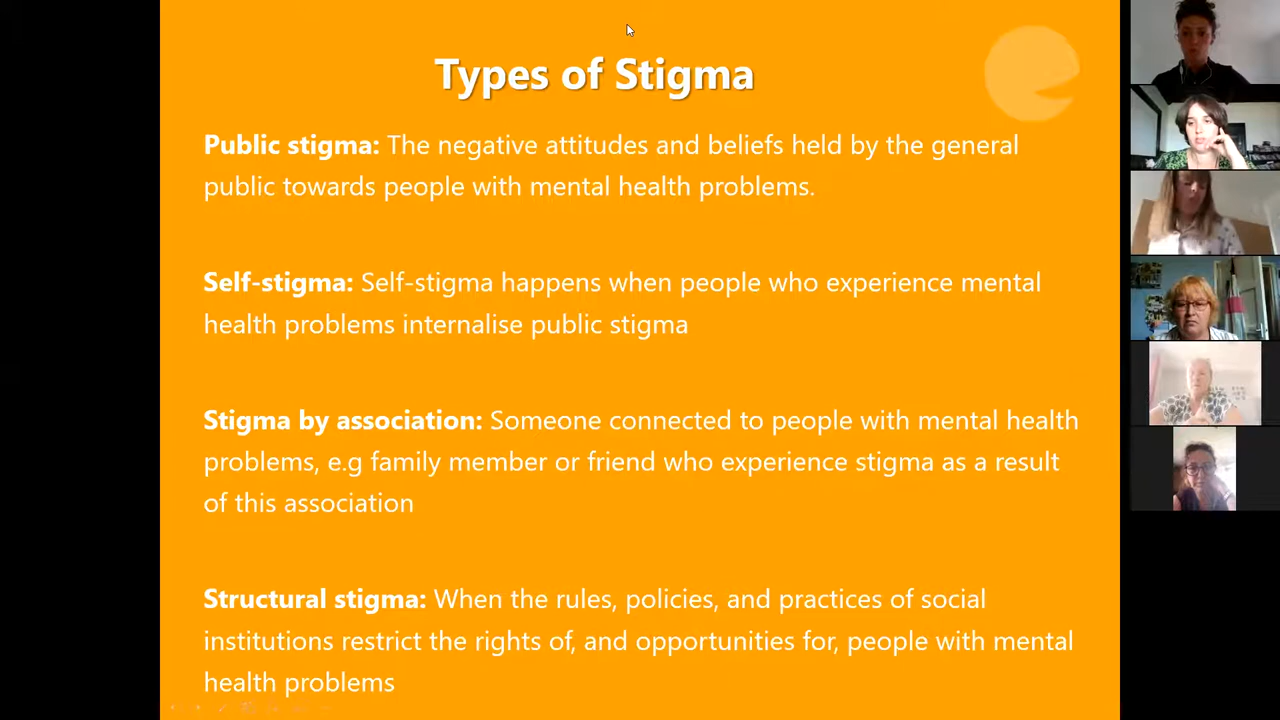 Types of Stigma
Public stigma: The negative attitudes and beliefs held by the general
public towards people with mental health problems.
Self-stigma: Self-stigma happens when people who experience mental
health problems internalise public stigma
Stigma by association: Someone connected to people with mental health
problems, e.g family member or friend who experience stigma as a result
of this association
Structural stigma: When the rules, policies, and practices of social
institutions restrict the rights of, and opportunities for, people with mental
health problems